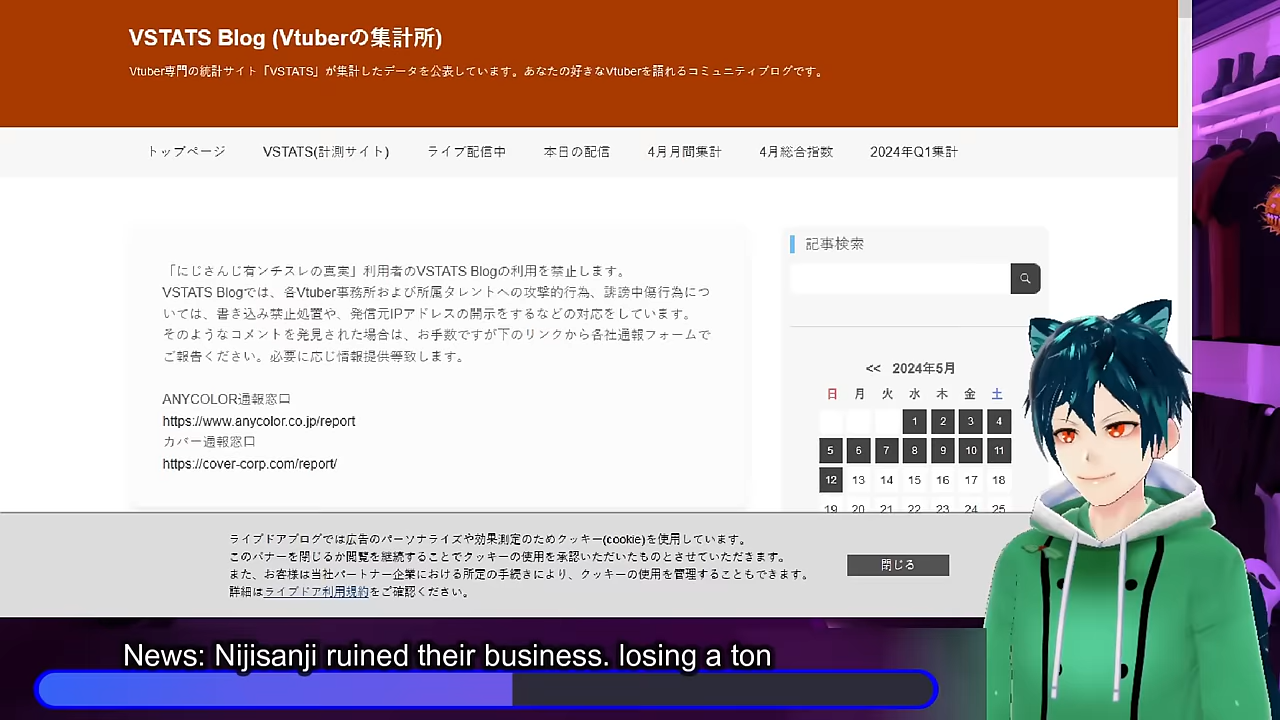 VSTATS Blog (Vtuberの集計所)
Vtuber専門の統計サイト「VSTATS」が集計したデータを公表しています。あなたの好きなVtuberを語れるコミュニティブログです。
トップページ VSTATS(計測サイト) ライブ配信中 本日の配信 4月月間集計 4月総合指数 2024年Q1集計
記事検索
「にじさんじ有ンチスレの真実」利用者のVSTATS Blogの利用を禁止します。
VSTATS Blogでは、各Vtuber事務所および所属タレントへの攻撃的行為、誹謗中傷行為につ
いては、書き込み禁止処置や、発信元IPアドレスの開示をするなどの対応をしています。
そのようなコメントを発見された場合は、お手数ですが下のリンクから各社通報フォームで
ご報告ください。必要に応じ情報提供等致します。
ANYCOLOR通報窓口
https://www.anycolor.co.jp/report
カバー通報窓口
https://cover-corp.com/report/
<< 2024年5月
日 月 火 水 木 金 土
1 2 3 4
5 6 7 8 9 10 11
12 13 14 15 16 17 18
19 20 21 22 23 24 25
ライブドアブログでは広告のパーソナライズや効果測定のためクッキー(cookie)を使用しています。
このバナーを閉じるか閲覧を継続することでクッキーの使用を承認いただいたものとさせていただきます。
また、お客様は当社パートナー企業における所定の手続きにより、クッキーの使用を管理することもできます。
詳細はライブドア利用規約をご確認ください。
閉じる
News: Nijisanji ruined their business. losing a ton